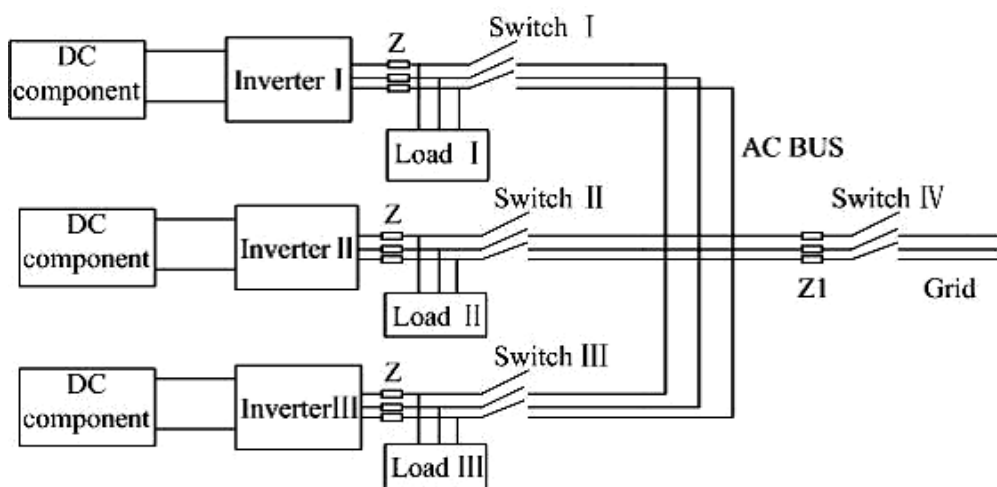 DC
component
Inverter Ⅰ
Z
Load Ⅰ
Switch Ⅰ
AC BUS
DC
component
Inverter Ⅱ
Z
Load Ⅱ
Switch Ⅱ
Switch Ⅳ
Z1
Grid
DC
component
InverterⅢ
Z
Load Ⅲ
Switch Ⅲ